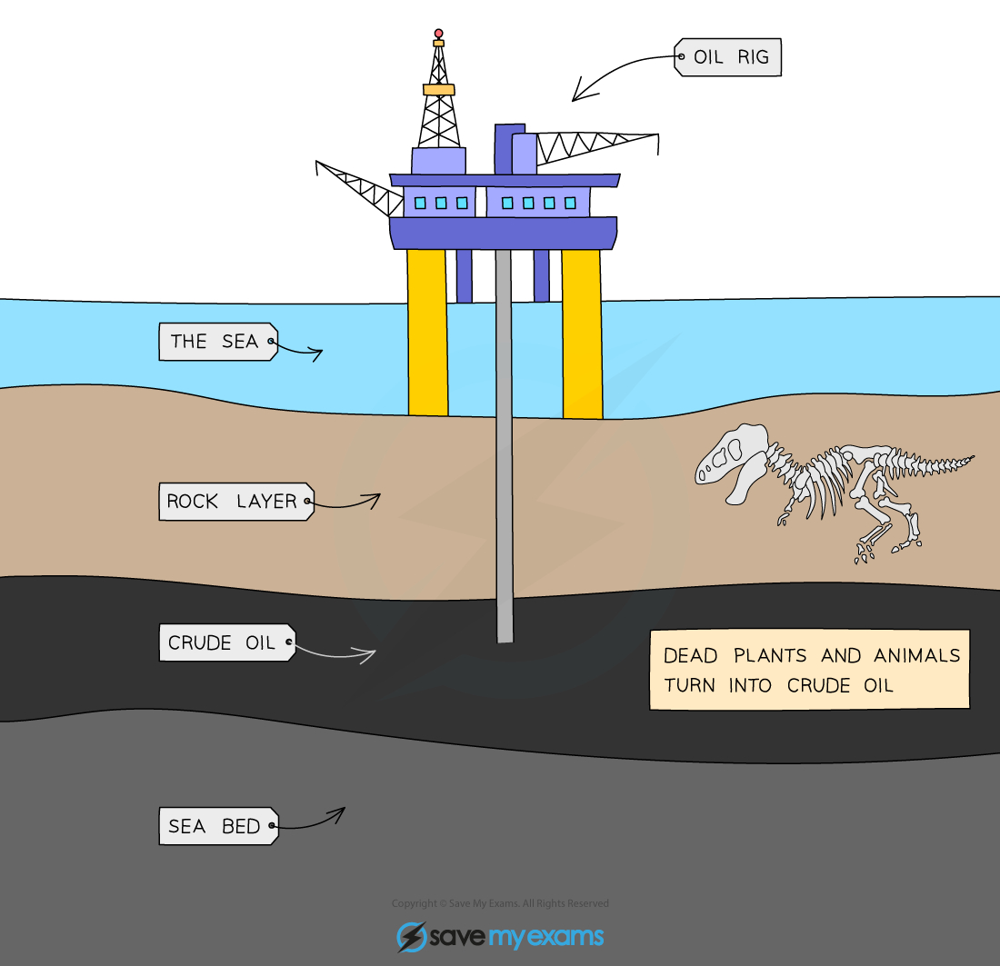 OIL RIG
THE SEA
ROCK LAYER
CRUDE OIL
DEAD PLANTS AND ANIMALS
TURN INTO CRUDE OIL
SEA BED
Copyright © Save My Exams. All Rights Reserved
save my exams